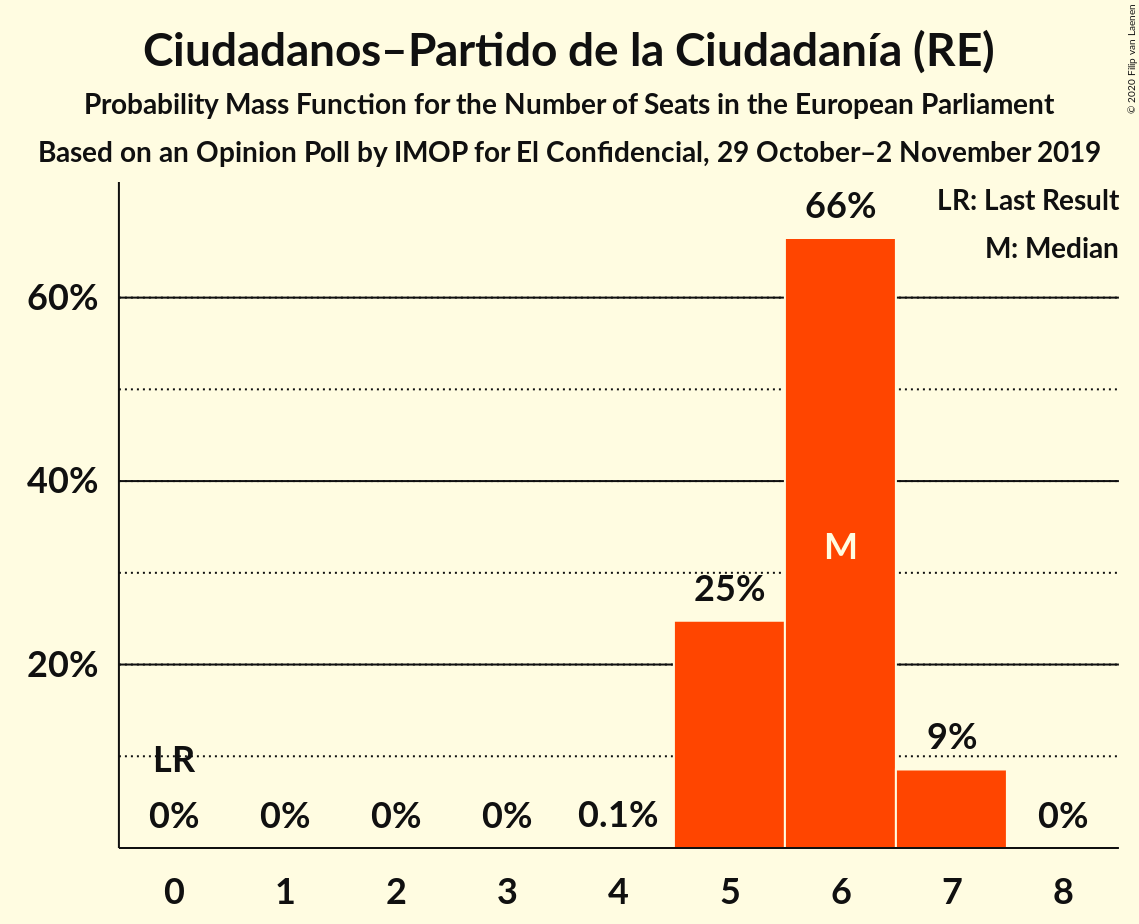 Ciudadanos–Partido de la Ciudadanía (RE)
Probability Mass Function for the Number of Seats in the European Parliament
Based on an Opinion Poll by IMOP for El Confidencial, 29 October–2 November 2019
© 2020 Filip van Laenen
LR: Last Result
M: Median
66%
60%
40%
M
25%
20%
9%
LR
0% 0% 0% 0% 0.1% 0%
0 1 2 3 4 5 6 7 8